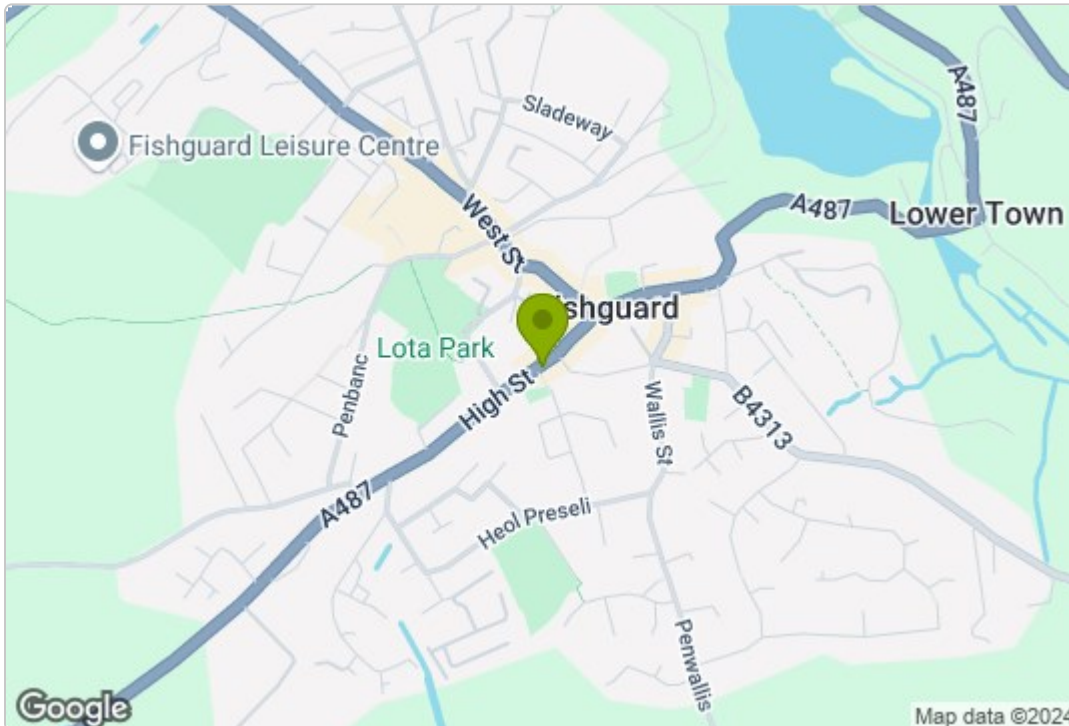 A487
Sladeway
Fishguard Leisure Centre
West St
A487
Lower Town
ishguard
Lota Park
High St
Penbanc
Wallis St
B4313
A487
Heol Preseli
Penwallis
Google
Map data ©2024